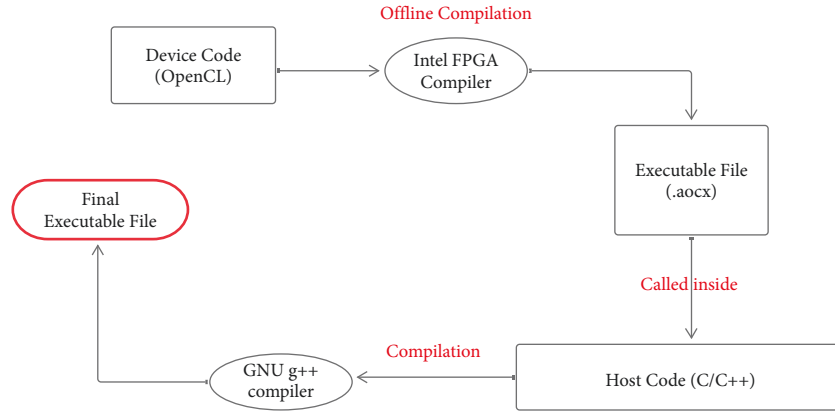 Offline Compilation
Device Code
(OpenCL)
Intel FPGA
Compiler
Executable File
(.aocx)
Final
Executable File
Called inside
Compilation
GNU g++
compiler
Host Code (C/C++)